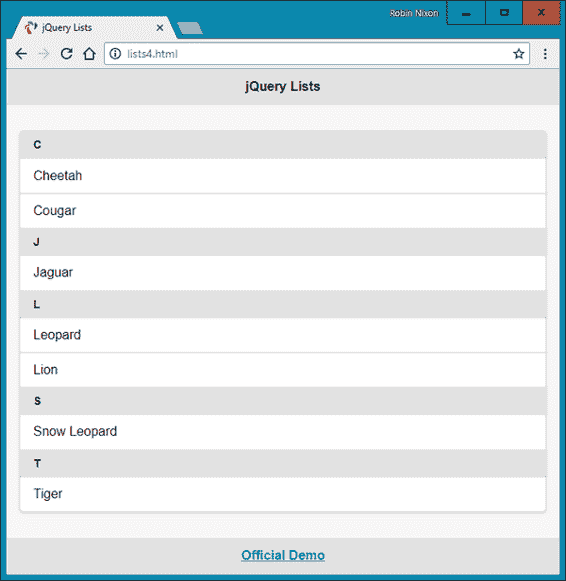 Robin Nixon
jQuery Lists
lists4.html
jQuery Lists
C
Cheetah
Cougar
J
Jaguar
L
Leopard
Lion
S
Snow Leopard
T
Tiger
Official Demo